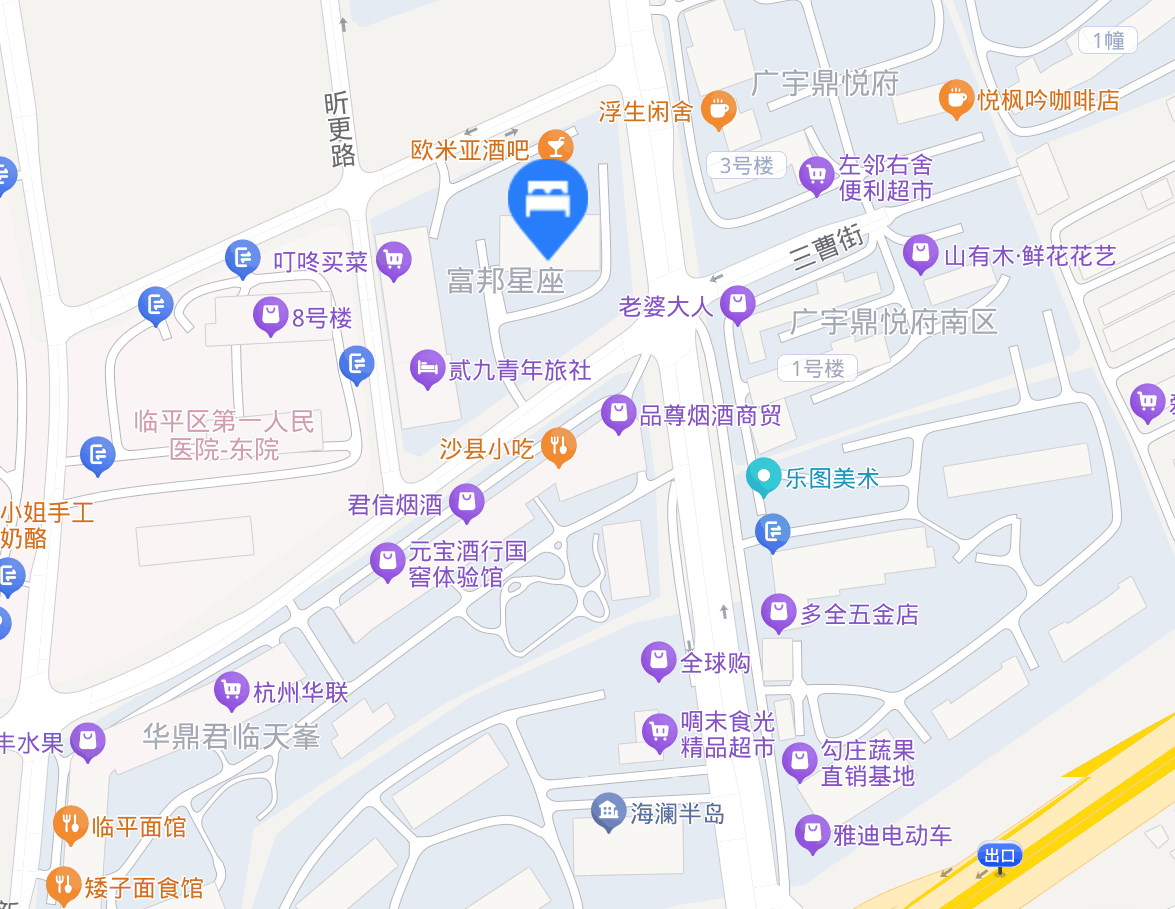 1幢
广宇鼎悦府
悦枫吟咖啡店
浮生闲舍
昕更路
欧米亚酒吧
3号楼
左邻右舍
便利超市
三曹街
山有木·鲜花花艺
叮咚买菜
富邦星座
老婆大人
8号楼
广宇鼎悦府南区
1号楼
贰九青年旅社
品尊烟酒商贸
临平区第一人民
医院-东院
沙县小吃
乐图美术
君信烟酒
小姐手工
奶酪
元宝酒行国
窖体验馆
多全五金店
全球购
杭州华联
华鼎君临天峯
丰水果
啁末食光
精品超市
勾庄蔬果
直销基地
海澜半岛
临平面馆
雅迪电动车
出口
矮子面食馆